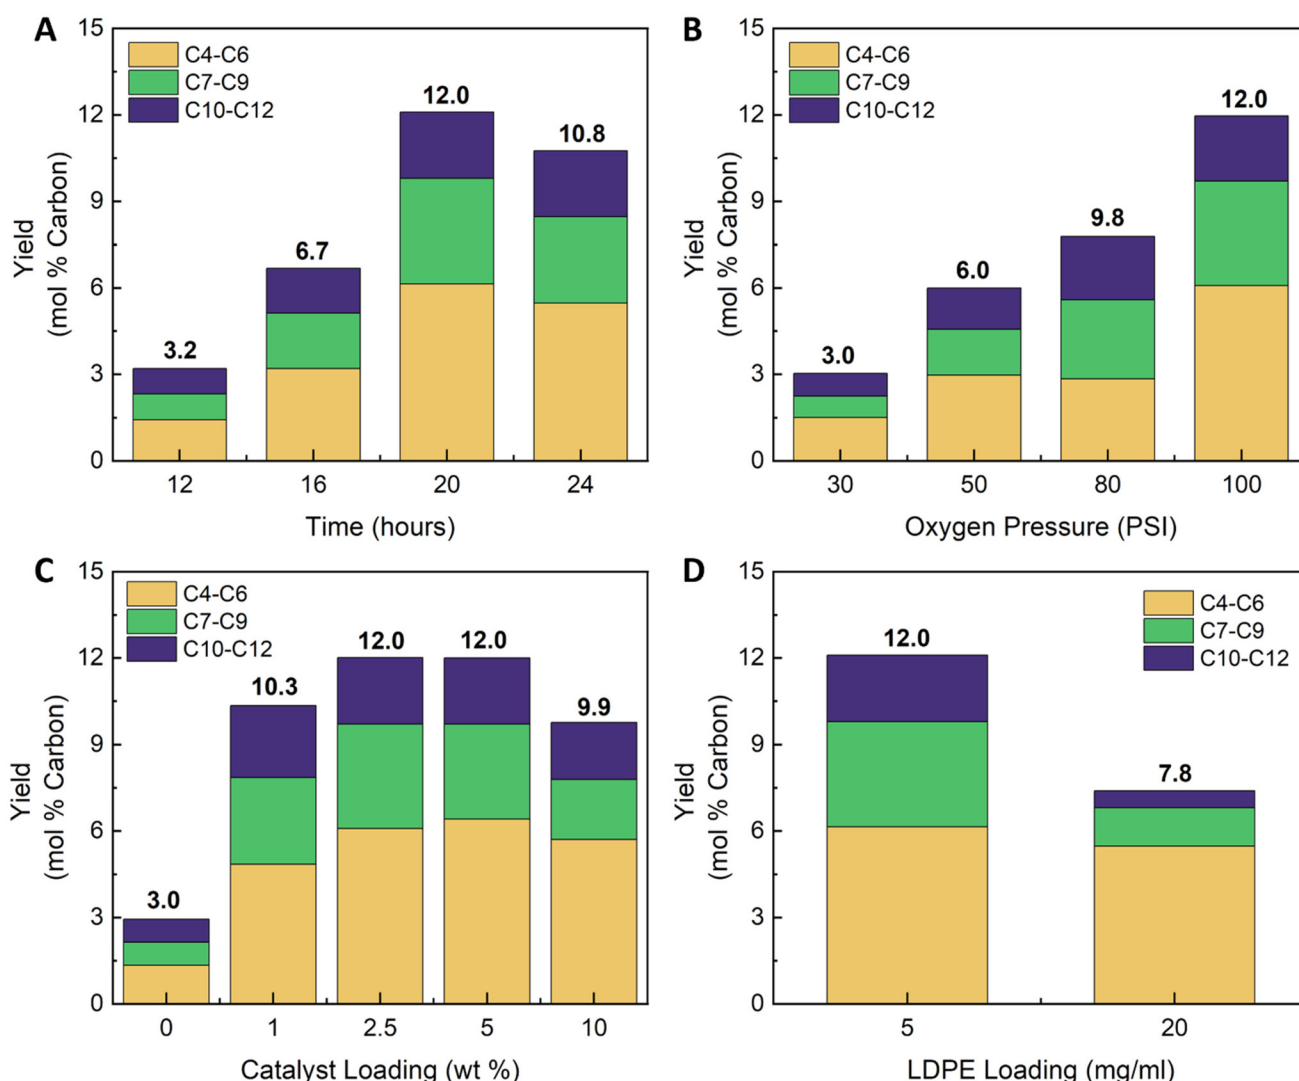 A
C4-C6
C7-C9
C10-C12
15
12
9
6
3
0
3.2
6.7
12.0
10.8
12
16
20
24
Time (hours)
Yield
(mol % Carbon)
B
C4-C6
C7-C9
C10-C12
15
12
9
6
3
0
3.0
6.0
9.8
12.0
30
50
80
100
Oxygen Pressure (PSI)
Yield
(mol % Carbon)
C
C4-C6
C7-C9
C10-C12
15
12
9
6
3
0
3.0
10.3
12.0
12.0
9.9
0
1
2.5
5
10
Catalyst Loading (wt %)
Yield
(mol % Carbon)
D
C4-C6
C7-C9
C10-C12
15
12
9
6
3
0
12.0
7.8
5
20
LDPE Loading (mg/ml)
Yield
(mol % Carbon)